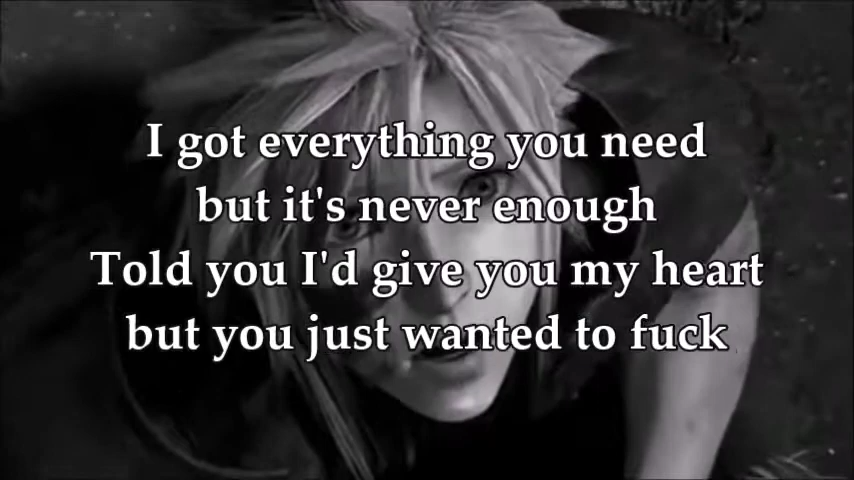 I got everything you need
but it's never enough
Told you I'd give you my heart
but you just wanted to fuck